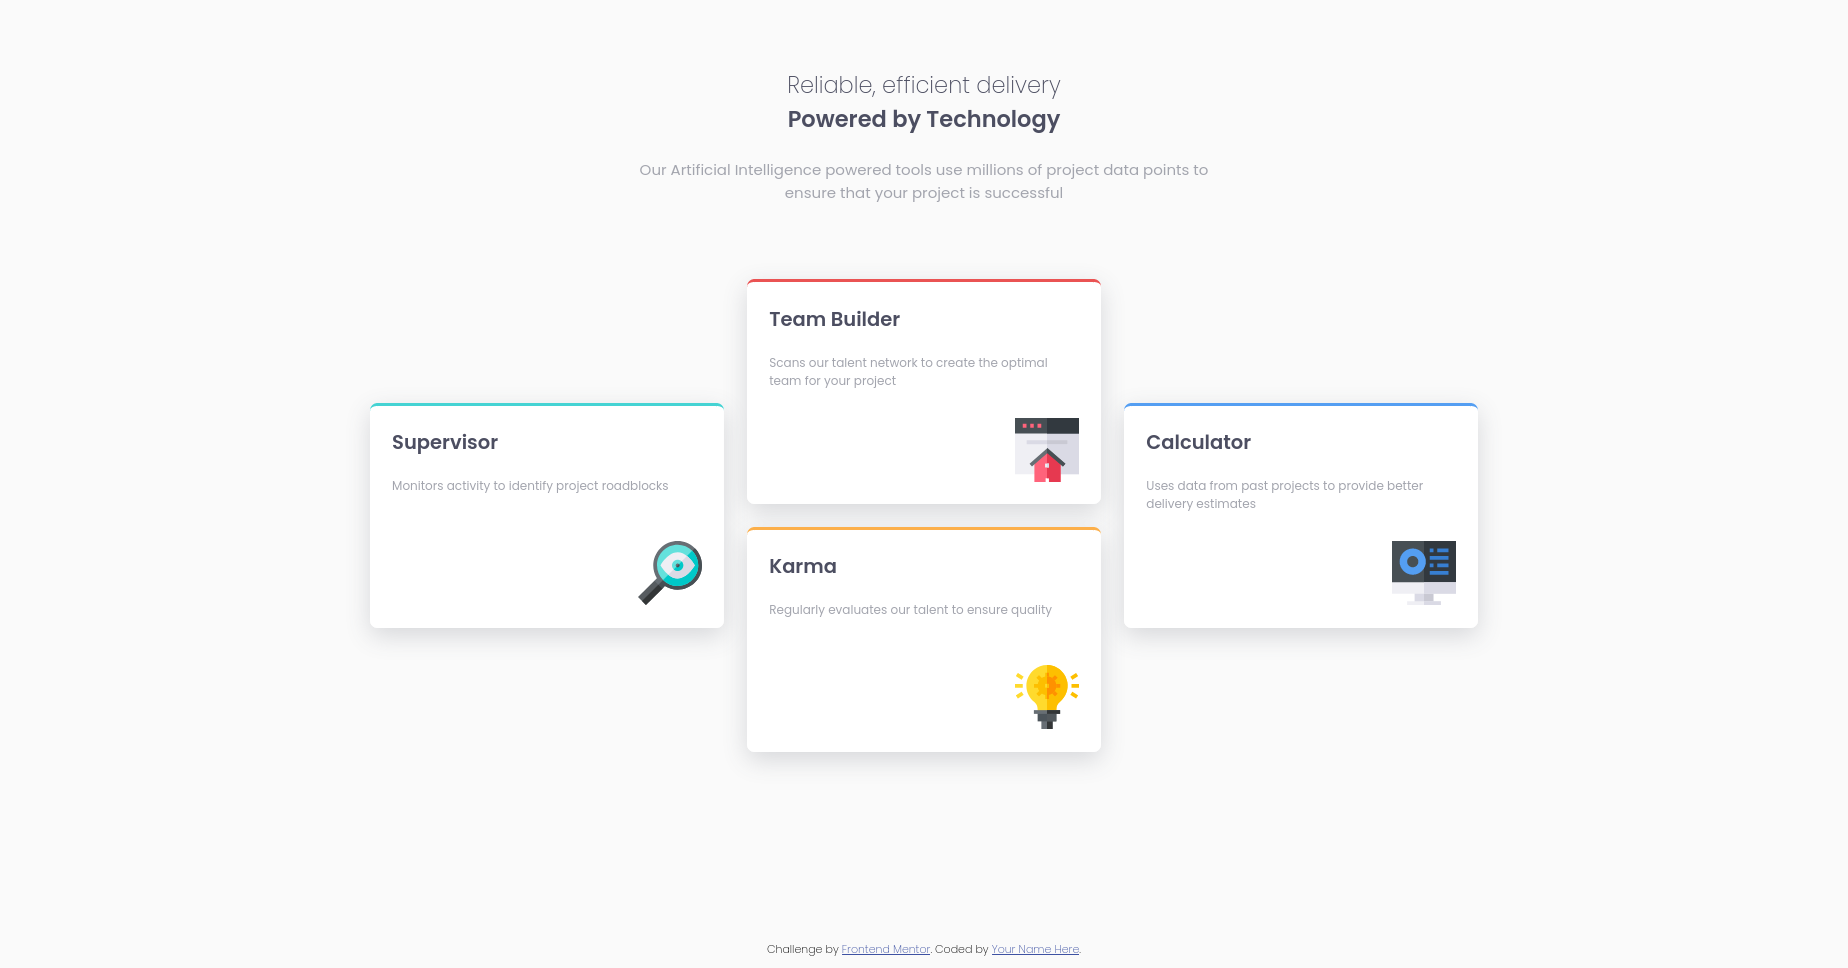 Reliable, efficient delivery
Powered by Technology
Our Artificial Intelligence powered tools use millions of project data points to
ensure that your project is successful
Supervisor
Monitors activity to identify project roadblocks
Team Builder
Scans our talent network to create the optimal
team for your project
Karma
Regularly evaluates our talent to ensure quality
Calculator
Uses data from past projects to provide better
delivery estimates
Challenge by Frontend Mentor. Coded by Your Name Here.